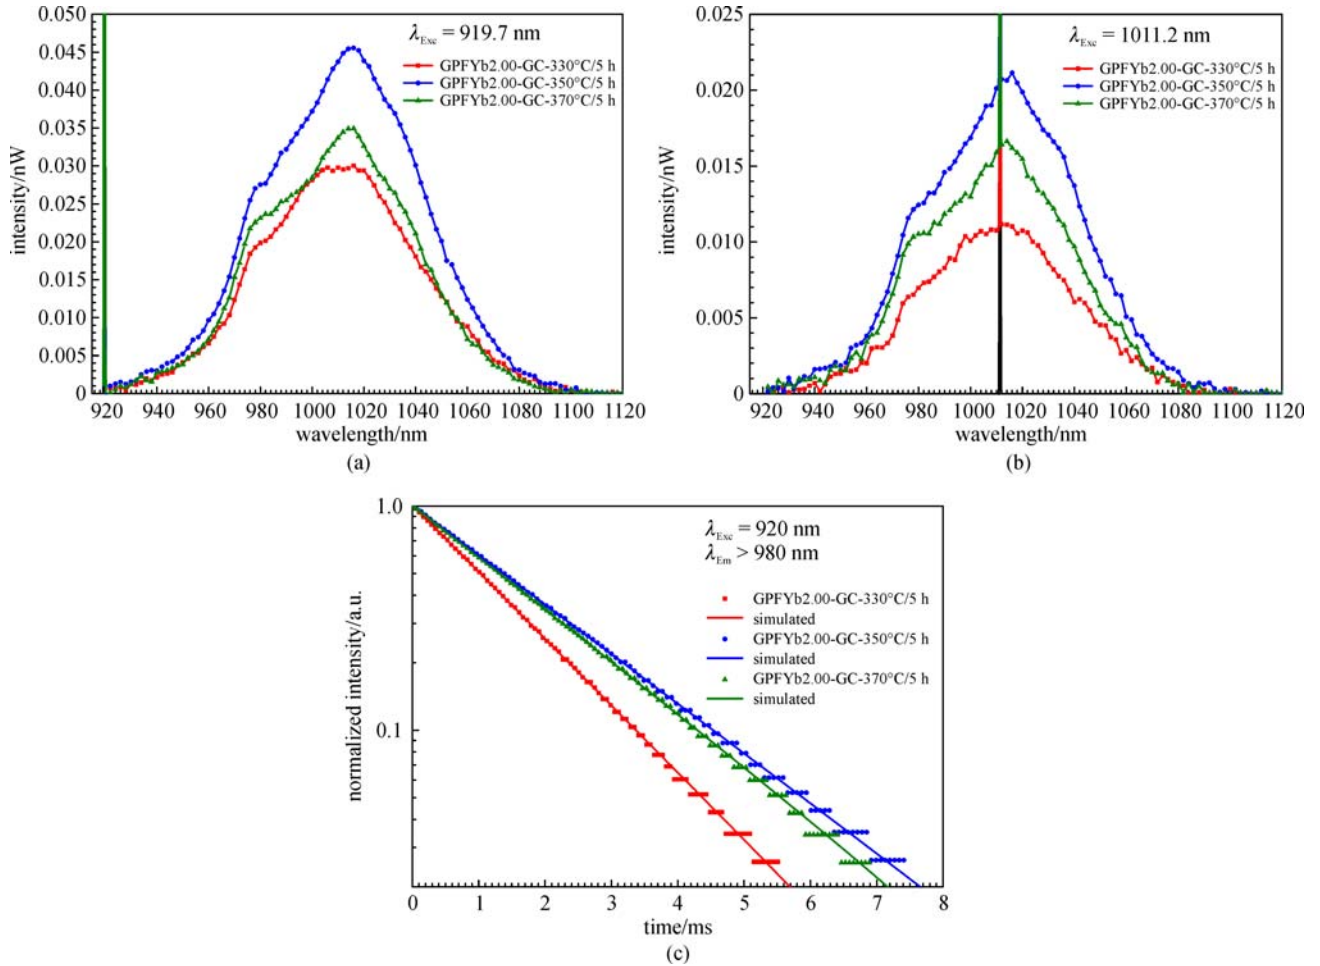 0.050
0.045
0.040
0.035
0.030
0.025
0.020
0.015
0.010
0.005
0
intensity/nW
λExc = 919.7 nm
GPFYb2.00-GC-330°C/5 h
GPFYb2.00-GC-350°C/5 h
GPFYb2.00-GC-370°C/5 h
920 940 960 980 1000 1020 1040 1060 1080 1100 1120
wavelength/nm
(a)
0.025
0.020
0.015
0.010
0.005
0
intensity/nW
λExc = 1011.2 nm
GPFYb2.00-GC-330°C/5 h
GPFYb2.00-GC-350°C/5 h
GPFYb2.00-GC-370°C/5 h
920 940 960 980 1000 1020 1040 1060 1080 1100 1120
wavelength/nm
(b)
1.0
0.1
normalized intensity/a.u.
λExc = 920 nm
λEm > 980 nm
GPFYb2.00-GC-330°C/5 h
simulated
GPFYb2.00-GC-350°C/5 h
simulated
GPFYb2.00-GC-370°C/5 h
simulated
0 1 2 3 4 5 6 7 8
time/ms
(c)